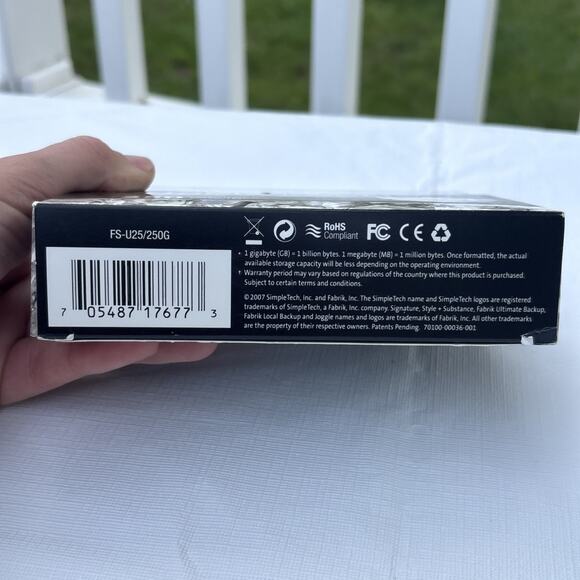 FS-U25/250G
RoHS
Compliant
FC CE
• 1 gigabyte (GB) = 1 billion bytes. 1 megabyte (MB) = 1 million bytes. Once formatted, the actual
available storage capacity will be less depending on the operating environment.
† Warranty period may vary based on regulations of the country where this product is purchased.
Subject to certain terms and conditions.
©2007 SimpleTech, Inc. and Fabrik, Inc. The SimpleTech name and SimpleTech logos are registered
trademarks of SimpleTech, a Fabrik, Inc. company. Signature, Style + Substance, Fabrik Ultimate Backup,
Fabrik Local Backup and Joggle names and logos are trademarks of Fabrik, Inc. All other trademarks
are the property of their respective owners. Patents Pending. 70100-00036-001
7 05487 17677 3